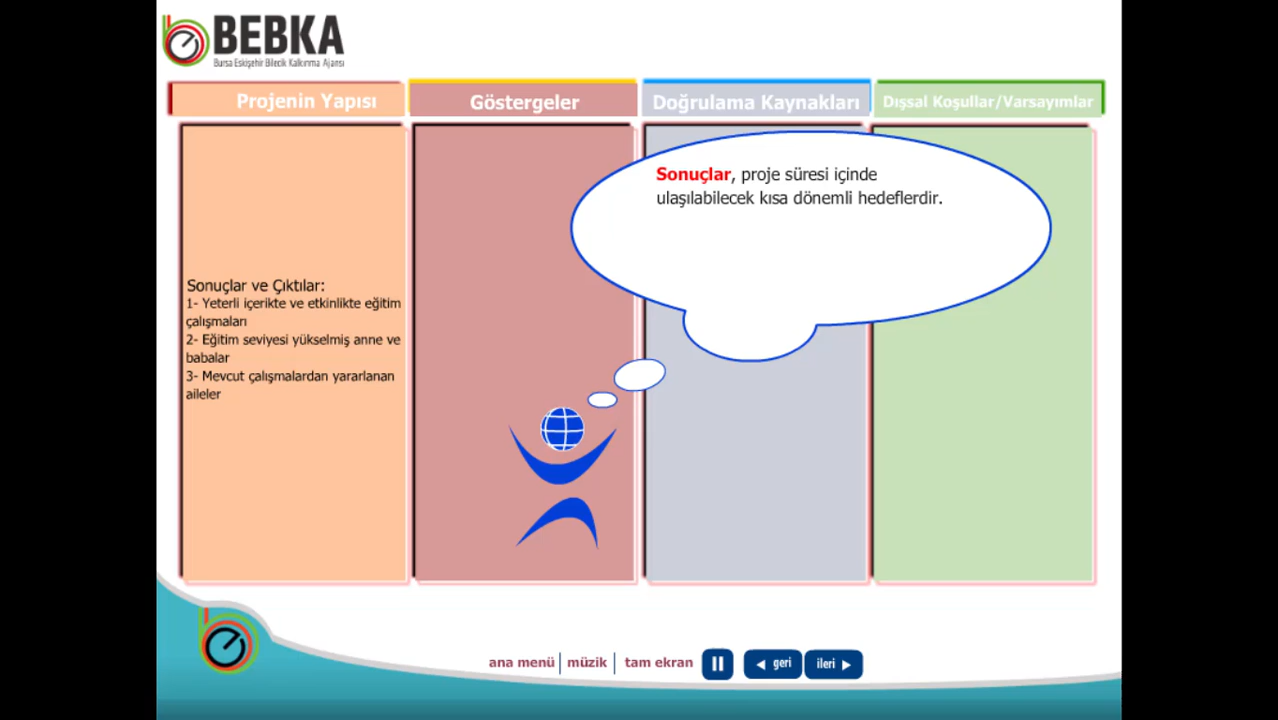 BEBKA
Bursa Eskişehir Bilecik Kalkınma Ajansı
Projenin Yapısı
Göstergeler
Doğrulama Kaynakları
Dışsal Koşullar/Varsayımlar
Sonuçlar, proje süresi içinde
ulaşılabilecek kısa dönemli hedeflerdir.
Sonuçlar ve Çıktılar:
1- Yeterli içerikte ve etkinlikte eğitim
çalışmaları
2- Eğitim seviyesi yükselmiş anne ve
babalar
3- Mevcut çalışmalardan yararlanan
aileler
ana menü
müzik
tam ekran
geri
ileri